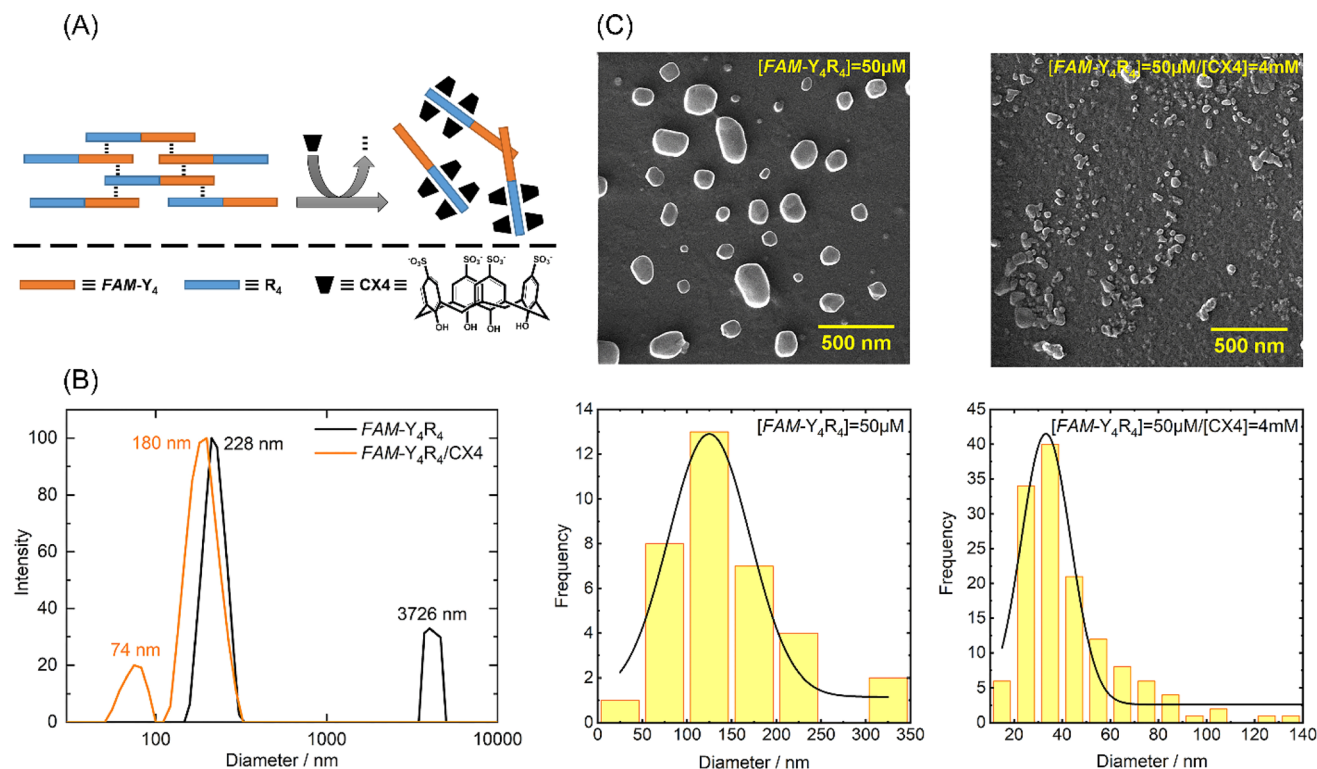 (A)
≡ FAM-Y₄ ≡ R₄ ≡ CX4 ≡
⁻O₃S SO₃⁻ SO₃⁻ SO₃⁻
OH OH OH HO
(B)
Intensity
100
80
60
40
20
0
180 nm
228 nm
74 nm
3726 nm
FAM-Y₄R₄
FAM-Y₄R₄/CX4
100 1000 10000
Diameter / nm
(C)
[FAM-Y₄R₄]=50µM
500 nm
[FAM-Y₄R₄]=50µM/[CX4]=4mM
500 nm
[FAM-Y₄R₄]=50µM
Frequency
14
12
10
8
6
4
2
0
0 50 100 150 200 250 300 350
Diameter / nm
[FAM-Y₄R₄]=50µM/[CX4]=4mM
Frequency
45
40
35
30
25
20
15
10
5
0
20 40 60 80 100 120 140
Diameter / nm